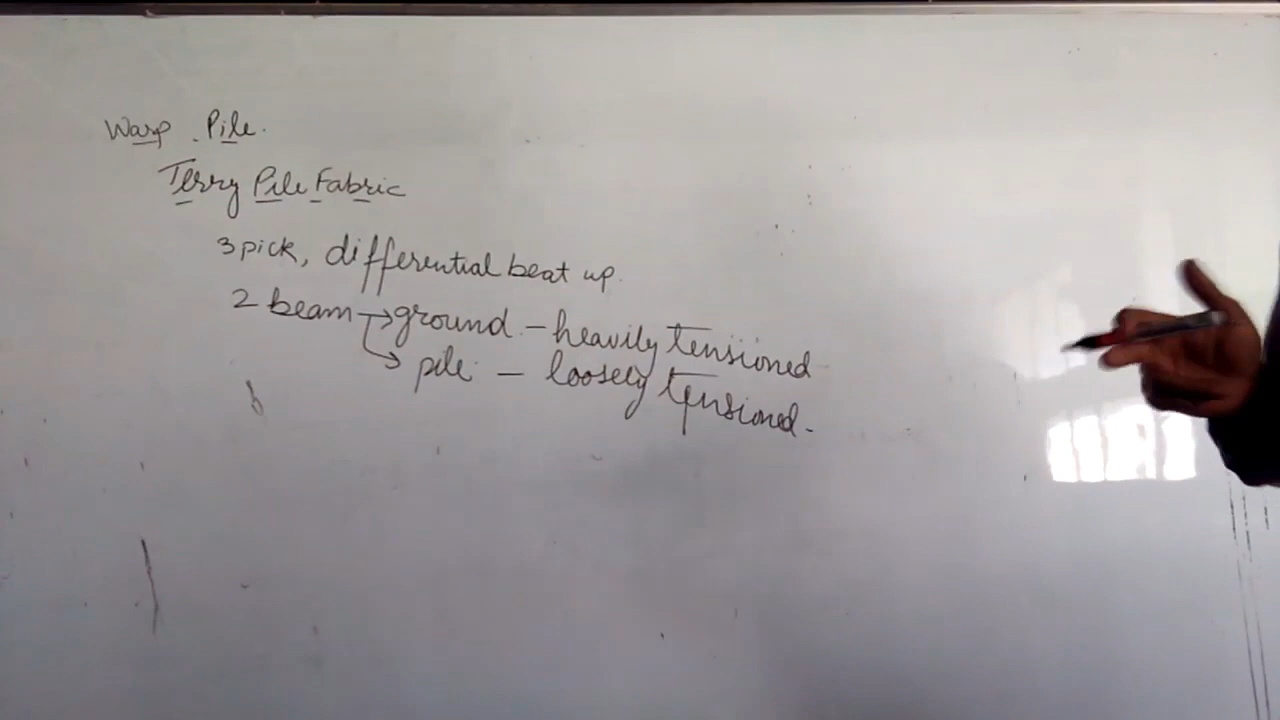 Warp Pile.
Terry Pile Fabric
3 pick, differential beat up.
2 beam → ground - heavily tensioned
→ pile - loosely tensioned.